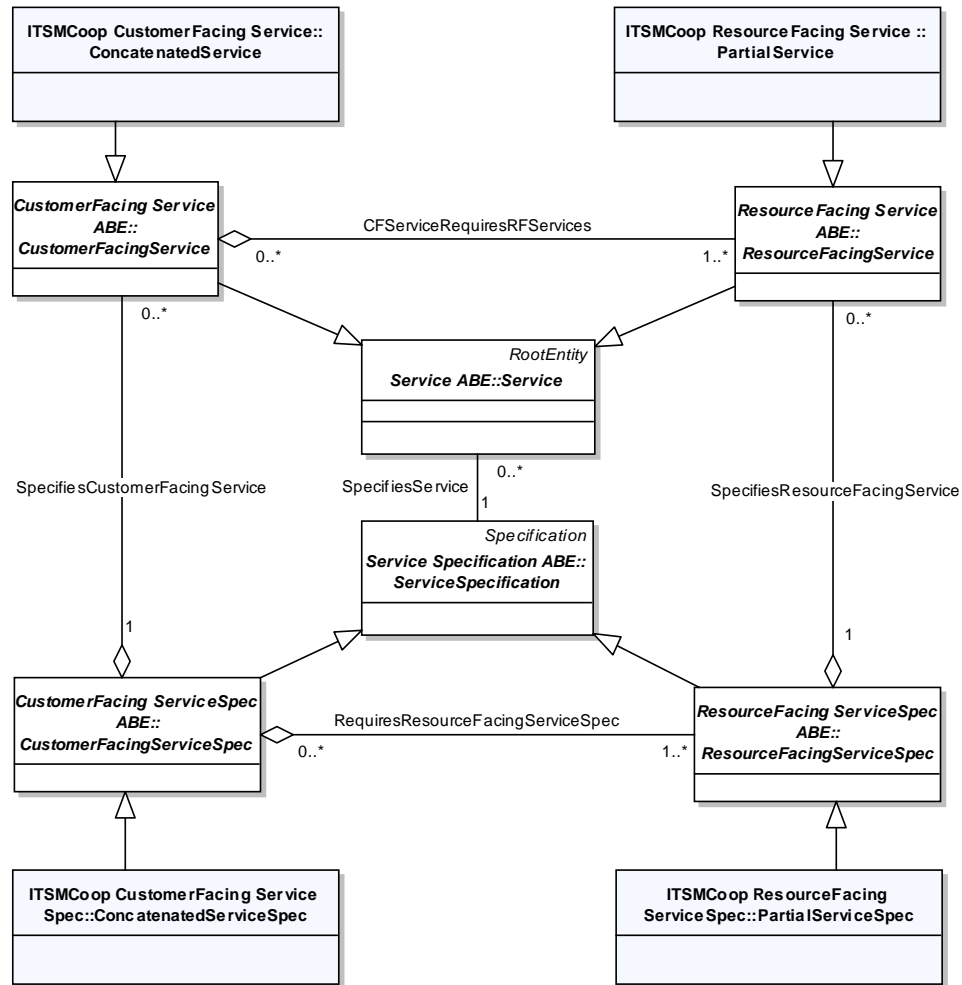 ITSMCoop CustomerFacing Service::
ConcatenatedService
ITSMCoop ResourceFacing Service ::
PartialService
CustomerFacing Service
ABE::
CustomerFacingService
ResourceFacing Service
ABE::
ResourceFacingService
CFServiceRequiresRFServices
0..*
1..*
0..*
0..*
RootEntity
Service ABE::Service
0..*
SpecifiesService
1
SpecifiesCustomerFacingService
SpecifiesResourceFacingService
Specification
Service Specification ABE::
ServiceSpecification
1
1
CustomerFacing ServiceSpec
ABE::
CustomerFacingServiceSpec
ResourceFacing ServiceSpec
ABE::
ResourceFacingServiceSpec
RequiresResourceFacingServiceSpec
0..*
1..*
ITSMCoop CustomerFacing Service
Spec::ConcatenatedServiceSpec
ITSMCoop ResourceFacing
ServiceSpec::PartialServiceSpec